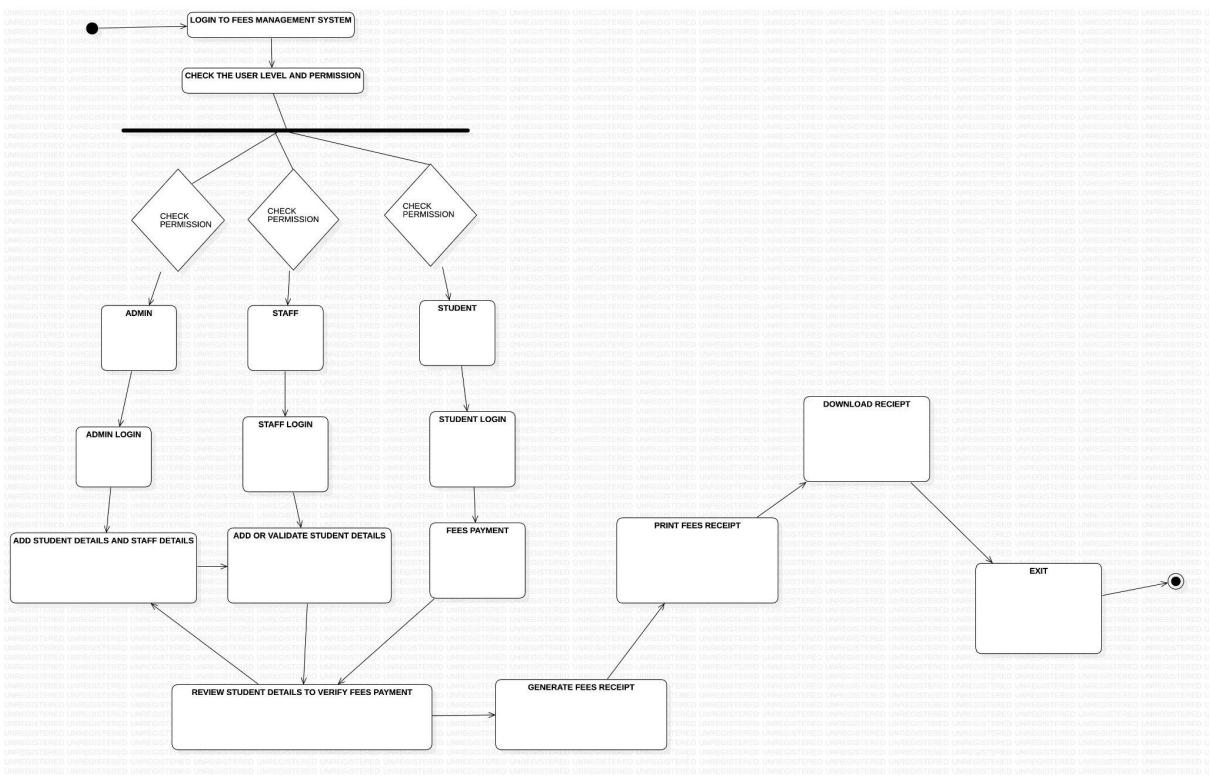 LOGIN TO FEES MANAGEMENT SYSTEM
CHECK THE USER LEVEL AND PERMISSION
CHECK
PERMISSION
CHECK
PERMISSION
CHECK
PERMISSION
ADMIN
STAFF
STUDENT
ADMIN LOGIN
STAFF LOGIN
STUDENT LOGIN
DOWNLOAD RECIEPT
ADD STUDENT DETAILS AND STAFF DETAILS
ADD OR VALIDATE STUDENT DETAILS
FEES PAYMENT
PRINT FEES RECEIPT
EXIT
REVIEW STUDENT DETAILS TO VERIFY FEES PAYMENT
GENERATE FEES RECEIPT